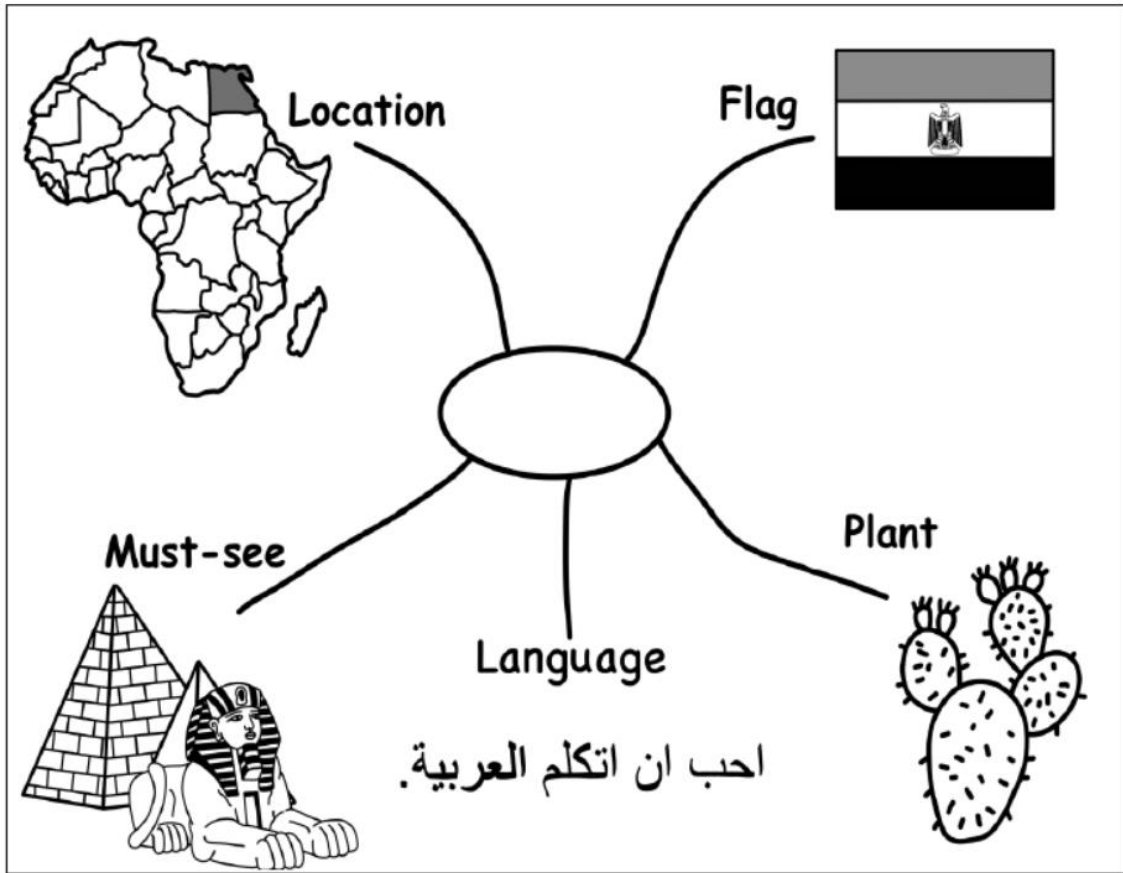 Location
Flag
Must-see
Plant
Language
احب ان اتكلم العربية.